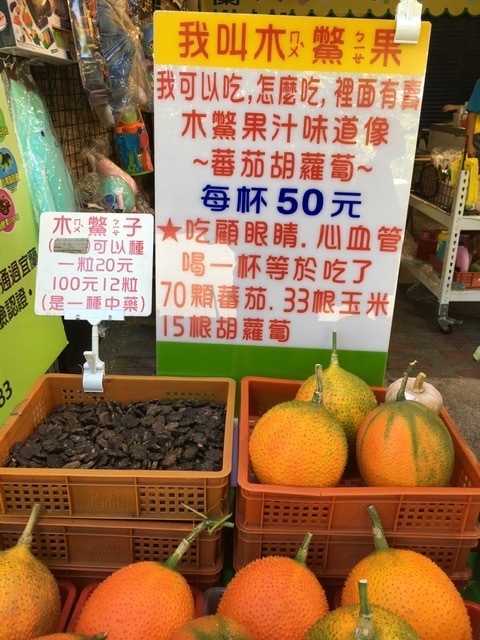 我叫木ㄇㄨˋ鱉ㄅㄧㄝ果
我可以吃,怎麼吃,裡面有賣
木鱉果汁味道像
~蕃茄胡蘿蔔~
每杯50元
★吃顧眼睛.心血管
喝一杯等於吃了
70顆蕃茄.33根玉米
15根胡蘿蔔
木ㄇㄨˋ鱉ㄅㄧㄝ子
( )可以種
一粒20元
100元12粒
(是一種中藥)
33